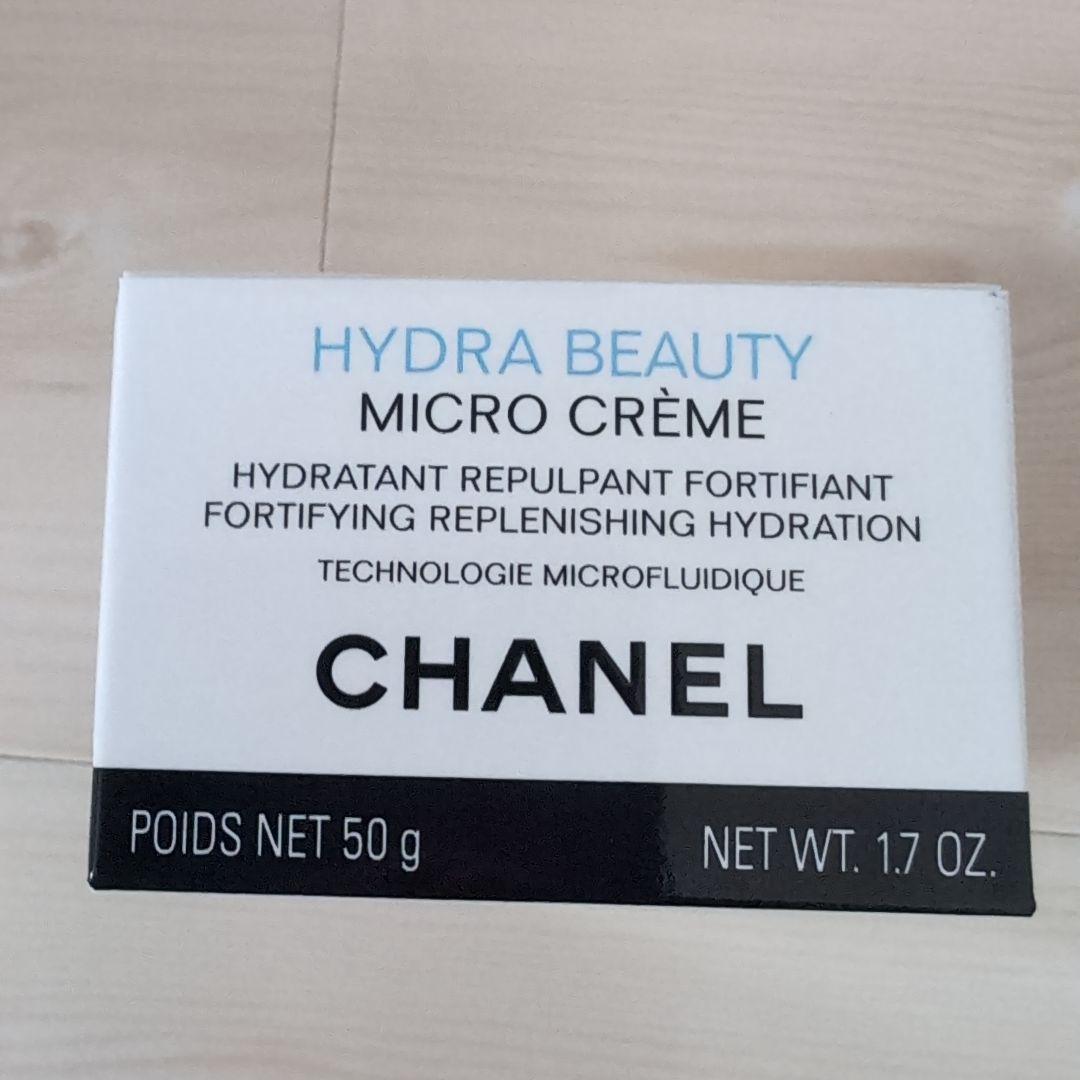 HYDRA BEAUTY
MICRO CRÈME
HYDRATANT REPULPANT FORTIFIANT
FORTIFYING REPLENISHING HYDRATION
TECHNOLOGIE MICROFLUIDIQUE
CHANEL
POIDS NET 50 g NET WT. 1.7 OZ.